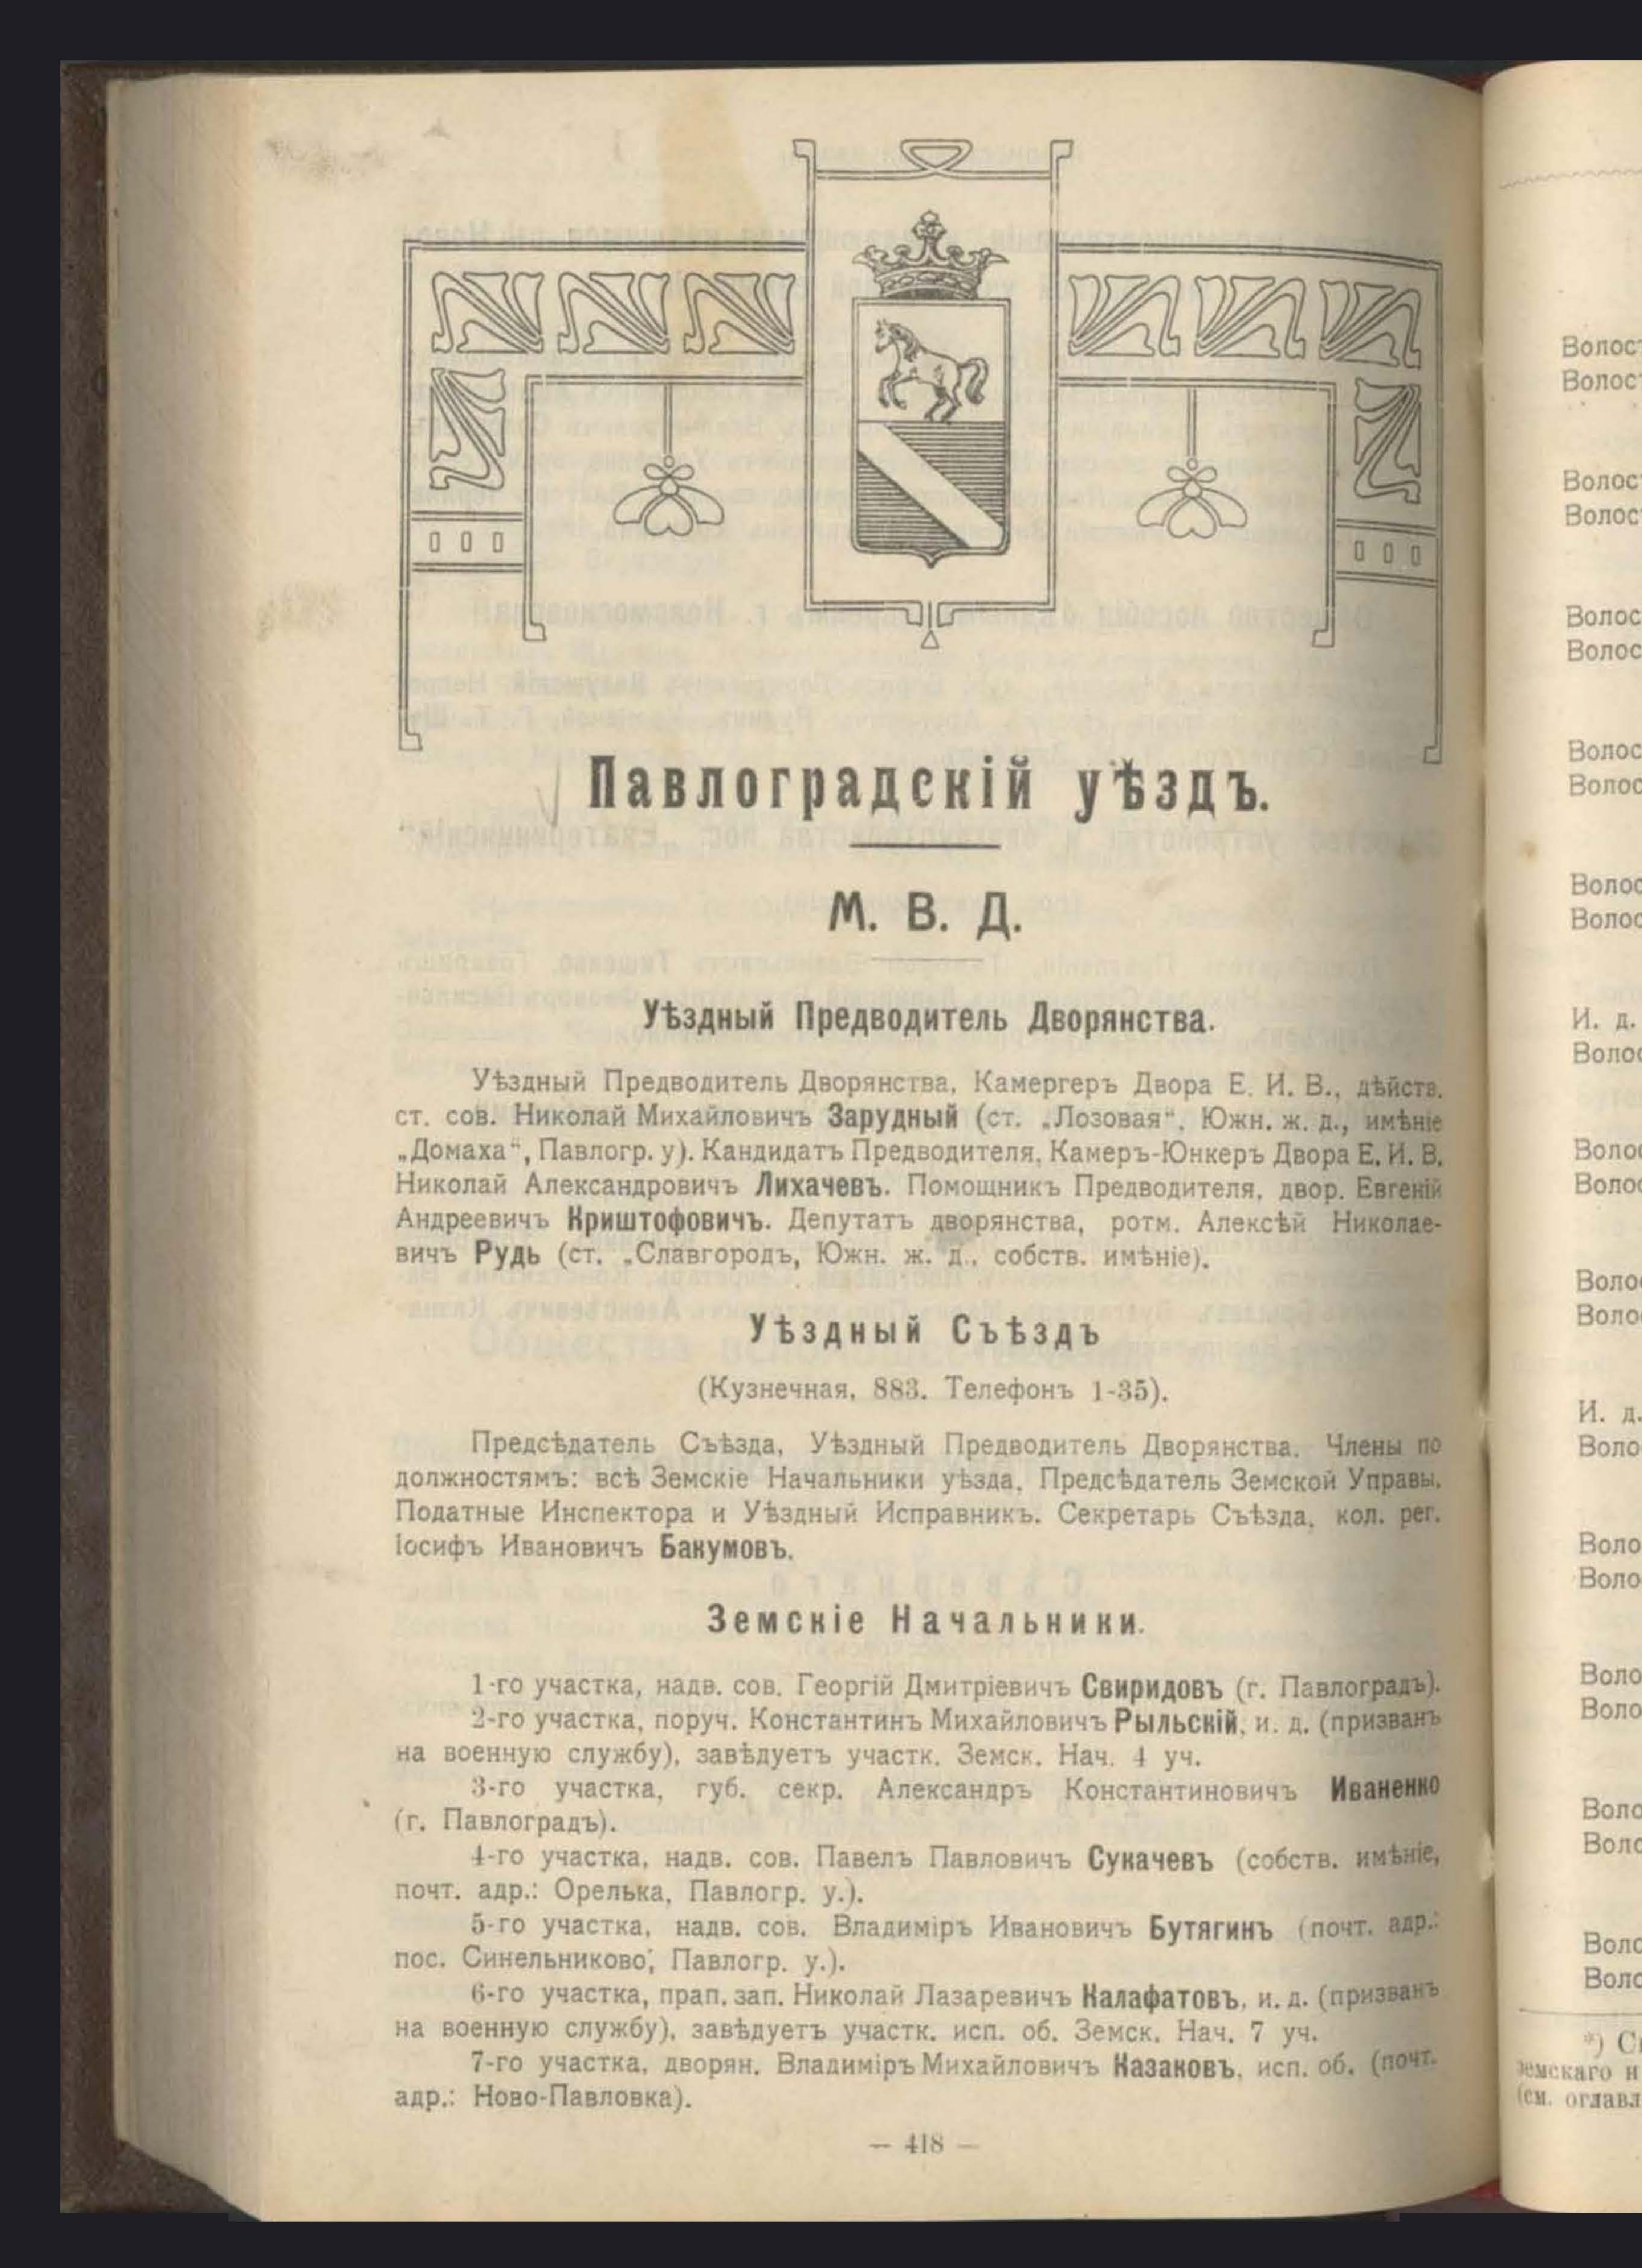 Павлоградскій уѣздъ.
М. В. Д.
Уѣздный Предводитель Дворянства.
Уѣздный Предводитель Дворянства, Камергеръ Двора Е. И. В., дѣйств.
ст. сов. Николай Михайловичъ Зарудный (ст. „Лозовая“, Южн. ж. д., имѣніе
„Домаха“, Павлогр. у). Кандидатъ Предводителя, Камеръ-Юнкеръ Двора Е. И. В.
Николай Александровичъ Лихачевъ. Помощникъ Предводителя, двор. Евгеній
Андреевичъ Криштофовичъ. Депутатъ дворянства, ротм. Алексѣй Николае-
вичъ Рудь (ст. „Славгородъ, Южн. ж. д., собств. имѣніе).
Уѣздный Съѣздъ
(Кузнечная, 883. Телефонъ 1-35).
Предсѣдатель Съѣзда, Уѣздный Предводитель Дворянства. Члены по
должностямъ: всѣ Земскіе Начальники уѣзда, Предсѣдатель Земской Управы,
Податные Инспектора и Уѣздный Исправникъ. Секретарь Съѣзда, кол. рег.
Іосифъ Ивановичъ Бакумовъ.
Земскіе Начальники.
1-го участка, надв. сов. Георгій Дмитріевичъ Свиридовъ (г. Павлоградъ).
2-го участка, поруч. Константинъ Михайловичъ Рыльскій, и. д. (призванъ
на военную службу), завѣдуетъ участк. Земск. Нач. 4 уч.
3-го участка, губ. секр. Александръ Константиновичъ Иваненко
(г. Павлоградъ).
4-го участка, надв. сов. Павелъ Павловичъ Сукачевъ (собств. имѣніе,
почт. адр.: Орелька, Павлогр. у.).
5-го участка, надв. сов. Владиміръ Ивановичъ Бутягинъ (почт. адр.:
пос. Синельниково, Павлогр. у.).
6-го участка, прап. зап. Николай Лазаревичъ Калафатовъ, и. д. (призванъ
на военную службу), завѣдуетъ участк. исп. об. Земск. Нач. 7 уч.
7-го участка, дворян. Владиміръ Михайловичъ Казаковъ, исп. об. (почт.
адр.: Ново-Павловка).
— 418 —
И. д.
И. д.
земскаго н
(см. оглавл